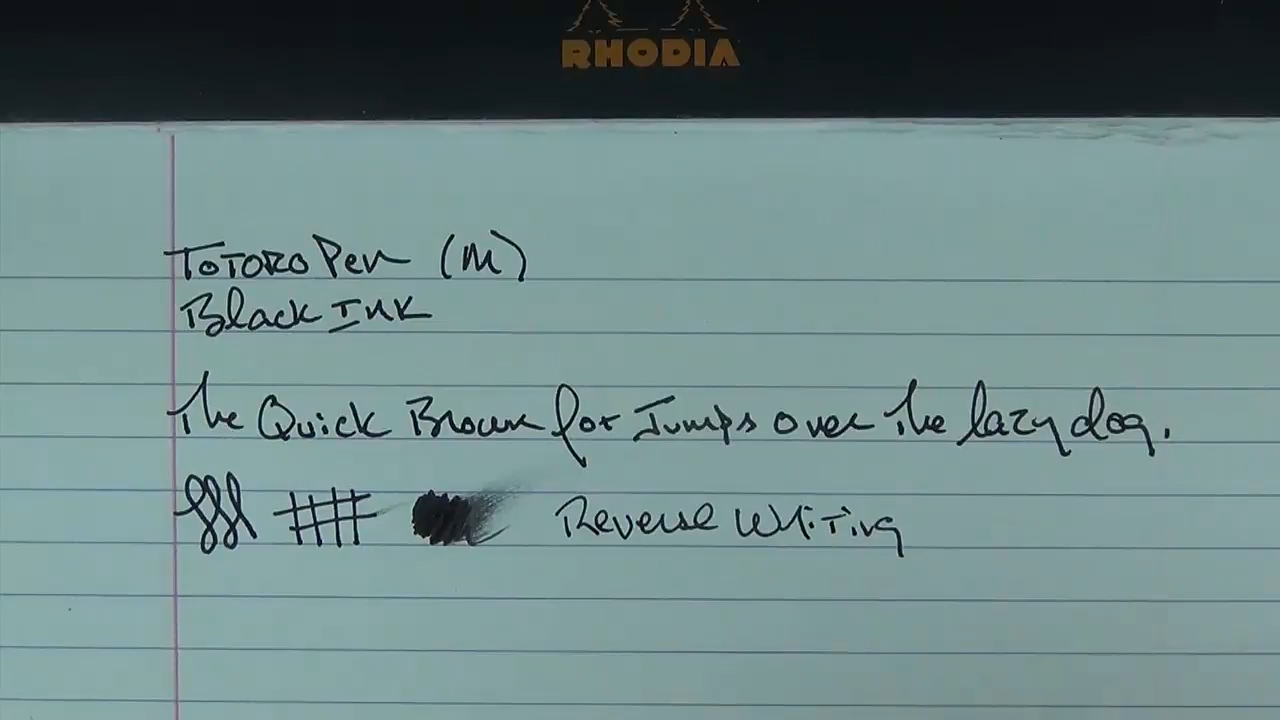 RHODIA
ToTORO Pen (M)
Black Ink
The Quick Brown fox Jumps over The lazy dog.
Reverse Writing